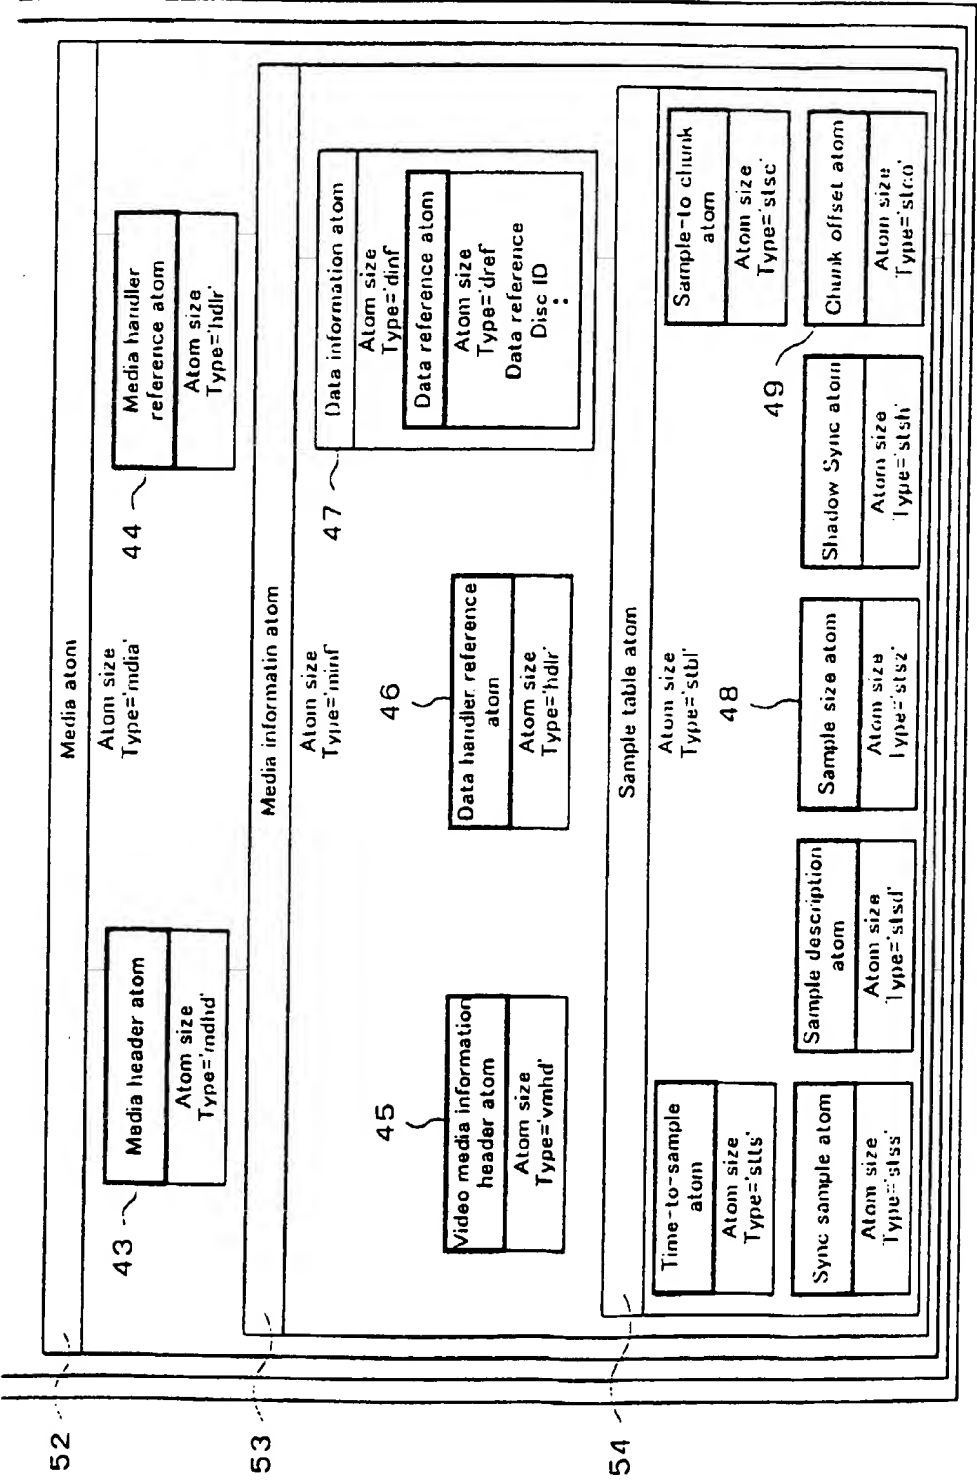 52
Media atom
Atom size
Type='mdia'
43
Media header atom
Atom size
Type='mdhd'
44
Media handler
reference atom
Atom size
Type='hdlr'
53
Media informatin atom
Atom size
Type='minf'
45
Video media information
header atom
Atom size
Type='vmhd'
46
Data handler reference
atom
Atom size
Type='hdlr'
47
Data information atom
Atom size
Type='dinf'
Data reference atom
Atom size
Type='dref'
Data reference
Disc ID
:
54
Sample table atom
Atom size
Type='stbl'
Time-to-sample
atom
Atom size
Type='stts'
Sample-to chunk
atom
Atom size
Type='stsc'
Sync sample atom
Atom size
Type='stss'
Sample description
atom
Atom size
Type='stsd'
48
Sample size atom
Atom size
Type='stsz'
Shadow Sync atom
Atom size
Type='stsh'
49
Chunk offset atom
Atom size
Type='stco'